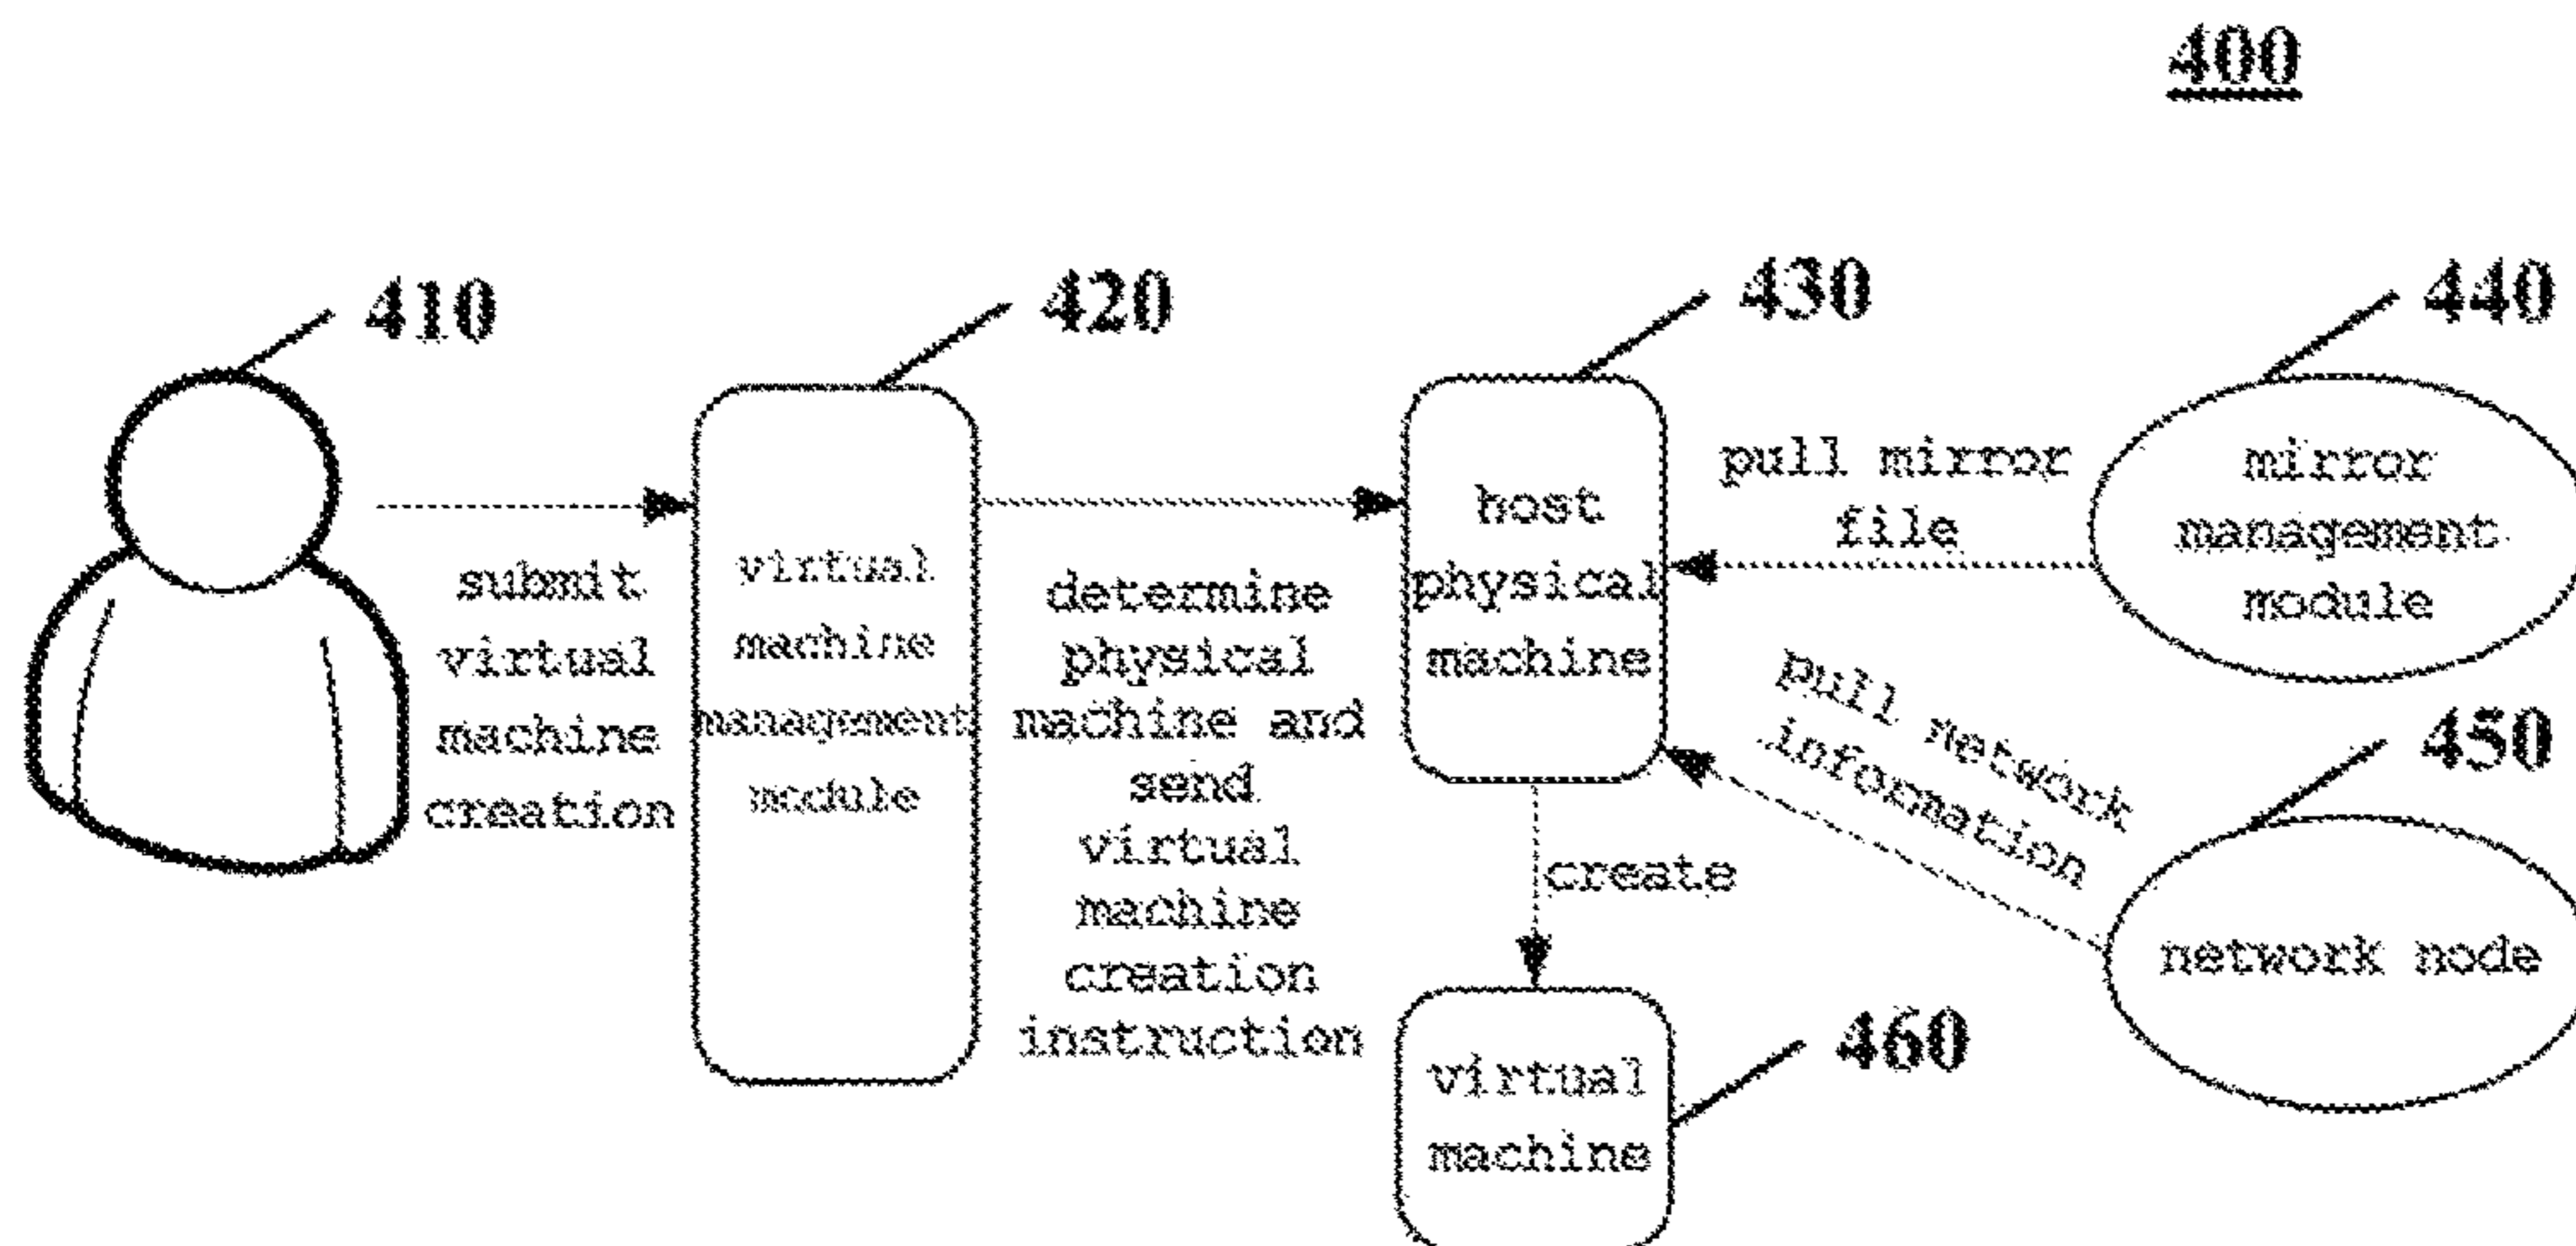 400
410
420
430
440
submit
virtual
machine
creation
virtual
machine
management
module
determine
physical
machine and
send
virtual
machine
creation
instruction
host
physical
machine
pull mirror
file
mirror
management
module
pull network
information
450
network node
create
virtual
machine
460